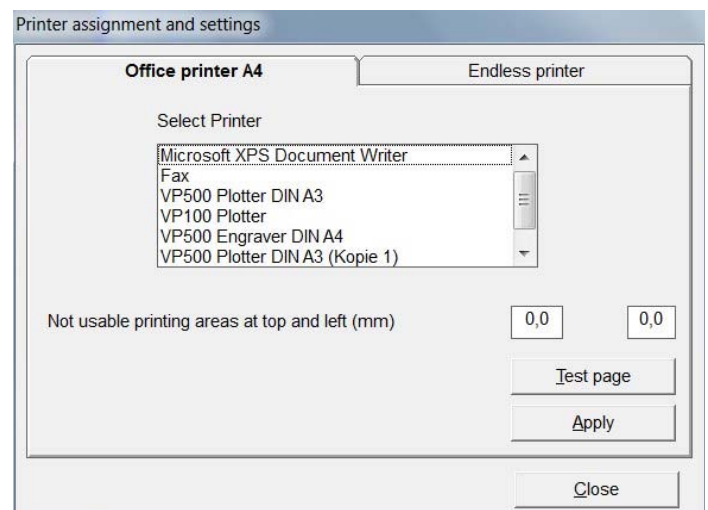 Printer assignment and settings
Office printer A4
Endless printer
Select Printer
Microsoft XPS Document Writer
Fax
VP500 Plotter DIN A3
VP100 Plotter
VP500 Engraver DIN A4
VP500 Plotter DIN A3 (Kopie 1)
Not usable printing areas at top and left (mm)
0,0
0,0
Test page
Apply
Close